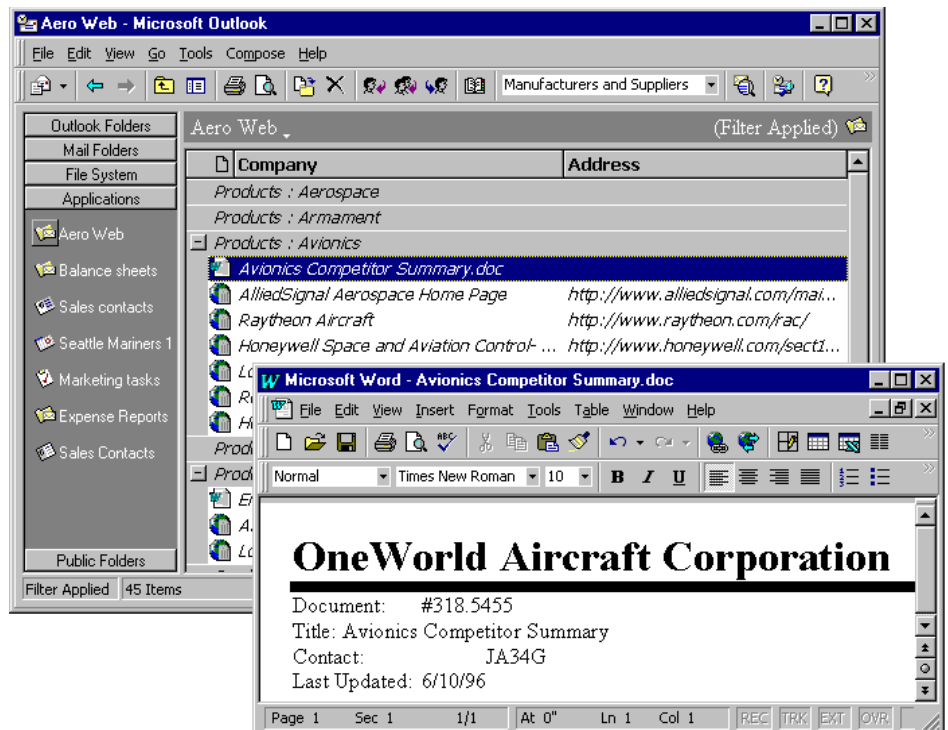 Aero Web - Microsoft Outlook
File Edit View Go Tools Compose Help
Manufacturers and Suppliers
Outlook Folders
Mail Folders
File System
Applications
Aero Web
Balance sheets
Sales contacts
Seattle Mariners 1
Marketing tasks
Expense Reports
Sales Contacts
Public Folders
Aero Web
(Filter Applied)
Company Address
Products : Aerospace
Products : Armament
Products : Avionics
Avionics Competitor Summary.doc
AlliedSignal Aerospace Home Page http://www.alliedsignal.com/mai...
Raytheon Aircraft http://www.raytheon.com/rac/
Honeywell Space and Aviation Control- ... http://www.honeywell.com/sect1...
Filter Applied 45 Items
Microsoft Word - Avionics Competitor Summary.doc
File Edit View Insert Format Tools Table Window Help
Normal Times New Roman 10 B I U
OneWorld Aircraft Corporation
Document: #318.5455
Title: Avionics Competitor Summary
Contact: JA34G
Last Updated: 6/10/96
Page 1 Sec 1 1/1 At 0" Ln 1 Col 1 REC TRK EXT OVR